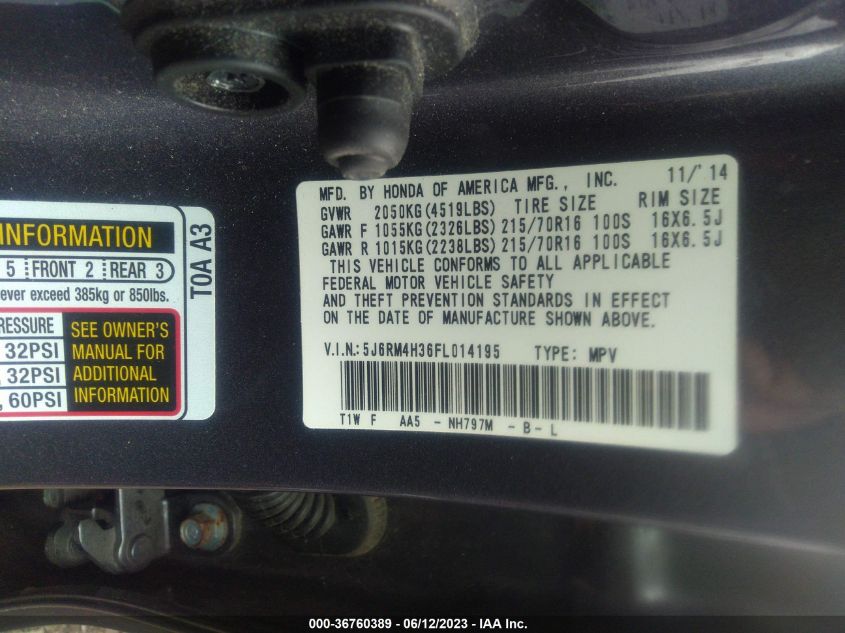 INFORMATION
5 FRONT 2 REAR 3
ever exceed 385kg or 850lbs.
RESSURE
32PSI
, 32PSI
, 60PSI
SEE OWNER'S
MANUAL FOR
ADDITIONAL
INFORMATION
T0A A3
MFD. BY HONDA OF AMERICA MFG., INC. 11/'14
GVWR 2050KG(4519LBS) TIRE SIZE RIM SIZE
GAWR F 1055KG(2326LBS) 215/70R16 100S 16X6.5J
GAWR R 1015KG(2238LBS) 215/70R16 100S 16X6.5J
THIS VEHICLE CONFORMS TO ALL APPLICABLE
FEDERAL MOTOR VEHICLE SAFETY
AND THEFT PREVENTION STANDARDS IN EFFECT
ON THE DATE OF MANUFACTURE SHOWN ABOVE.
V.I.N.:5J6RM4H36FL014195 TYPE: MPV
T1W F AA5 - NH797M - B - L
000-36760389 - 06/12/2023 - IAA Inc.